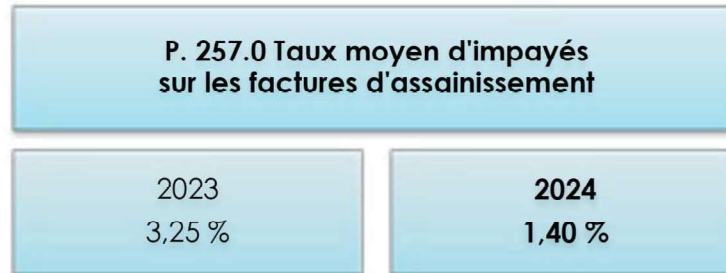 P. 257.0 Taux moyen d'impayés
sur les factures d'assainissement
2023
3,25 %
2024
1,40 %